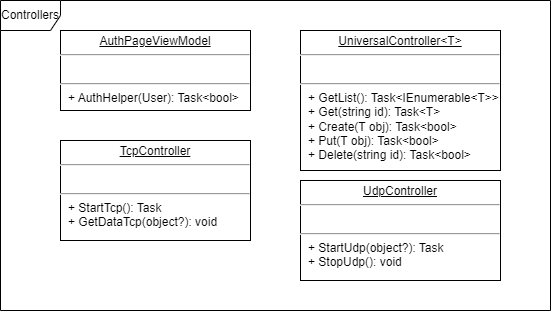 Controllers
AuthPageViewModel
+ AuthHelper(User): Task<bool>
UniversalController<T>
+ GetList(): Task<IEnumerable<T>>
+ Get(string id): Task<T>
+ Create(T obj): Task<bool>
+ Put(T obj): Task<bool>
+ Delete(string id): Task<bool>
TcpController
+ StartTcp(): Task
+ GetDataTcp(object?): void
UdpController
+ StartUdp(object?): Task
+ StopUdp(): void